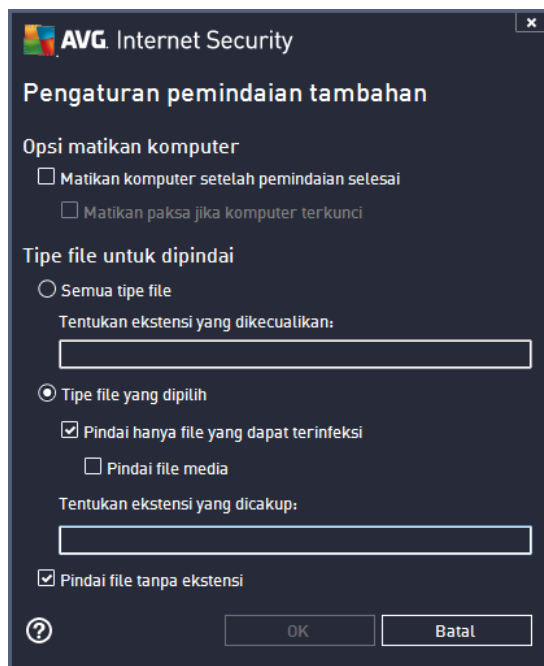 AVG. Internet Security
Pengaturan pemindaian tambahan
Opsi matikan komputer
Matikan komputer setelah pemindaian selesai
Matikan paksa jika komputer terkunci
Tipe file untuk dipindai
Semua tipe file
Tentukan ekstensi yang dikecualikan:
Tipe file yang dipilih
Pindai hanya file yang dapat terinfeksi
Pindai file media
Tentukan ekstensi yang dicakup:
Pindai file tanpa ekstensi
? OK Batal